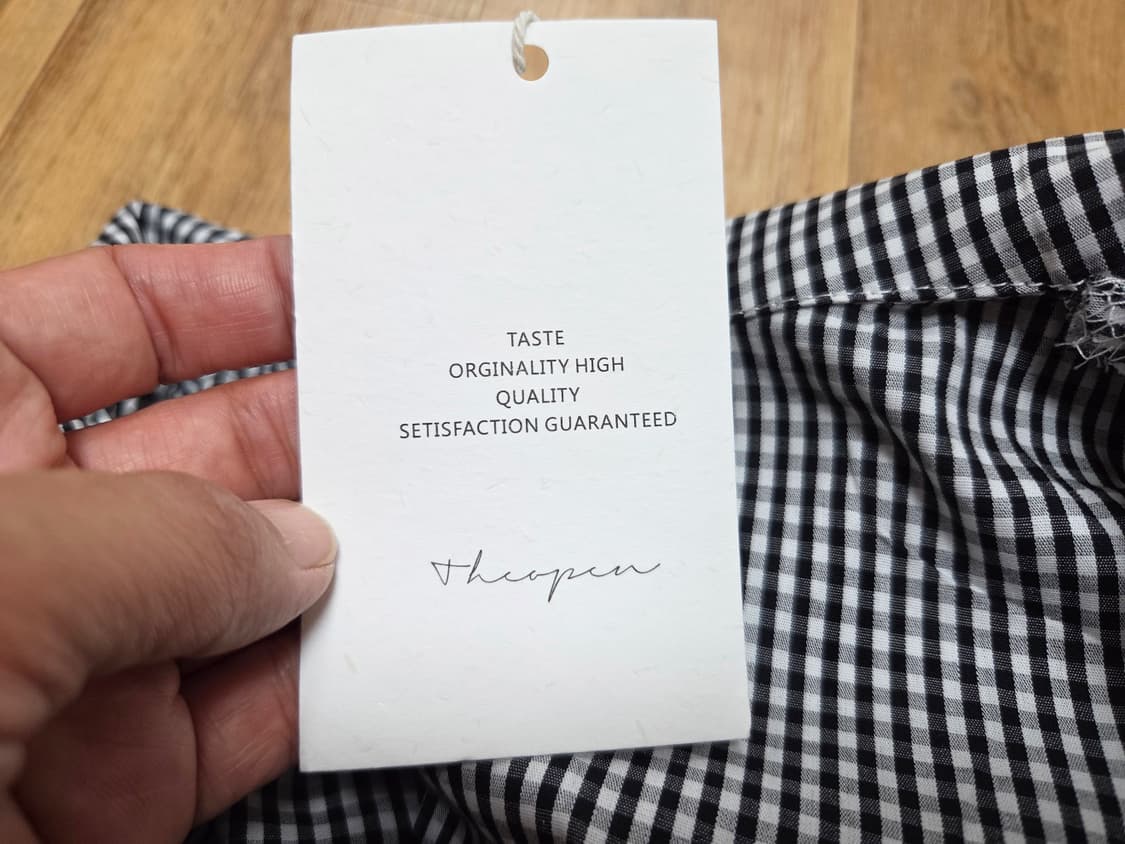 TASTE
ORGINALITY HIGH
QUALITY
SETISFACTION GUARANTEED
theopen